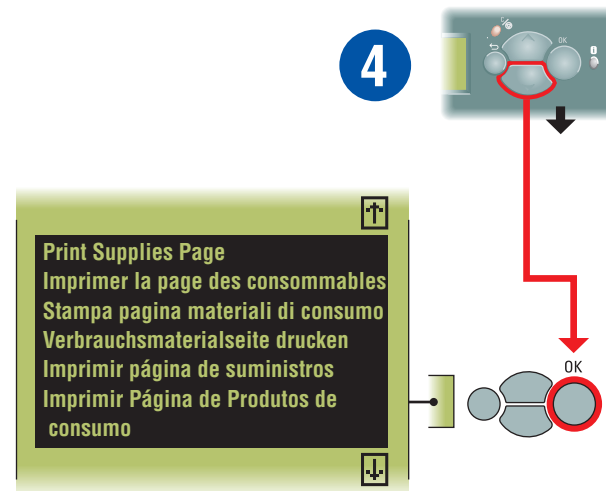 4
OK
Print Supplies Page
Imprimer la page des consommables
Stampa pagina materiali di consumo
Verbrauchsmaterialseite drucken
Imprimir página de suministros
Imprimir Página de Produtos de
consumo
OK